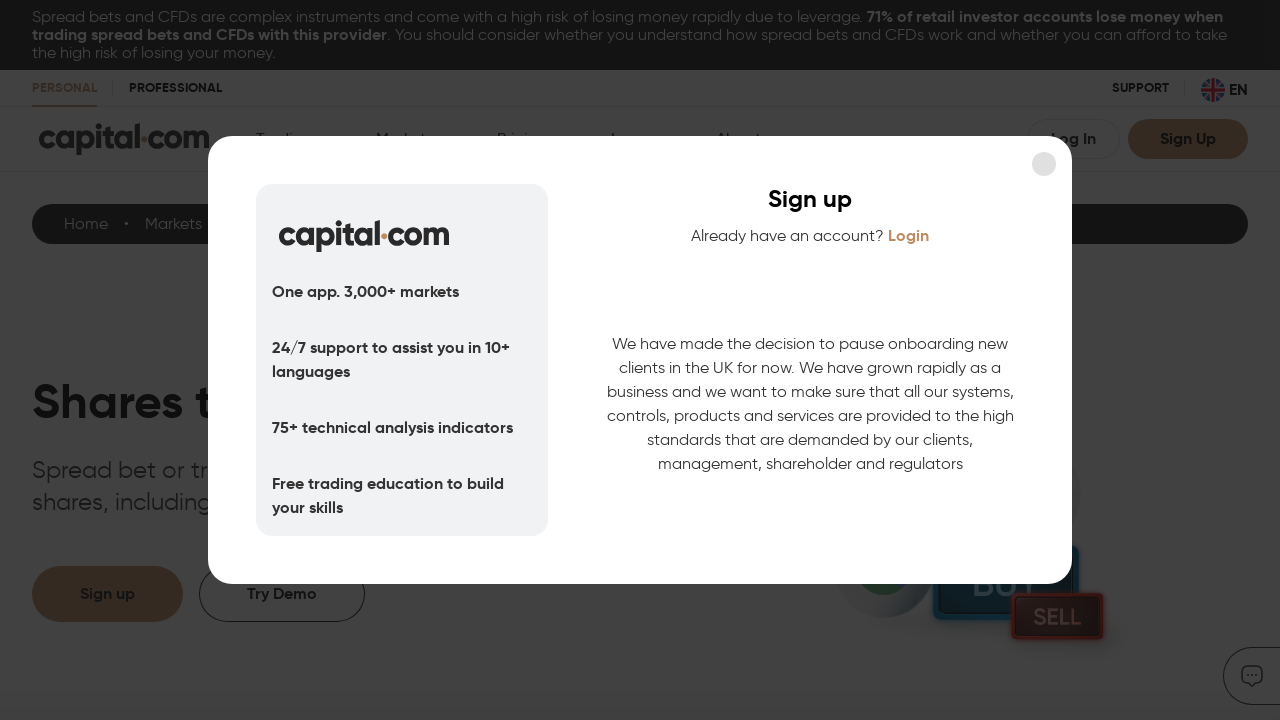 Spread bets and CFDs are complex instruments and come with a high risk of losing money rapidly due to leverage. 71% of retail investor accounts lose money when
trading spread bets and CFDs with this provider. You should consider whether you understand how spread bets and CFDs work and whether you can afford to take
the high risk of losing your money.
PERSONAL PROFESSIONAL SUPPORT EN
capital.com Log In Sign Up
Home • Markets
Sign up
Already have an account? Login
capital.com
One app. 3,000+ markets
24/7 support to assist you in 10+
languages
75+ technical analysis indicators
Free trading education to build
your skills
We have made the decision to pause onboarding new
clients in the UK for now. We have grown rapidly as a
business and we want to make sure that all our systems,
controls, products and services are provided to the high
standards that are demanded by our clients,
management, shareholder and regulators
Shares
Spread bet or
shares, including
Sign up Try Demo
BUY
SELL